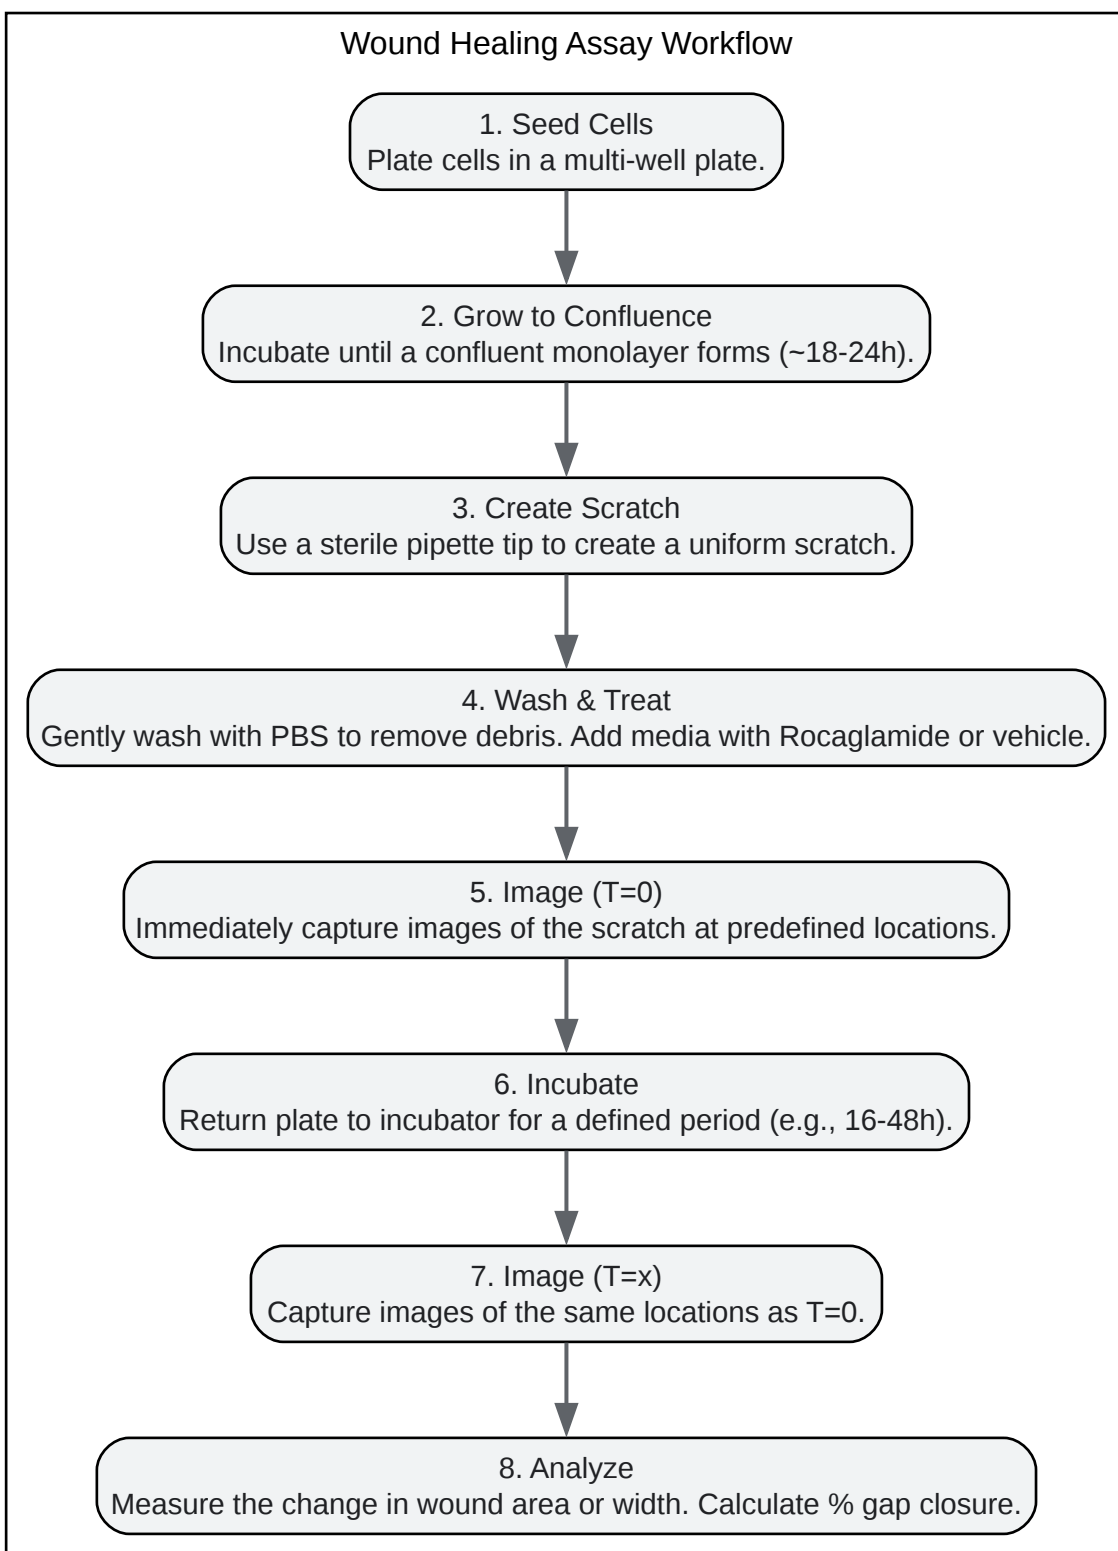 Wound Healing Assay Workflow
1. Seed Cells
Plate cells in a multi-well plate.
2. Grow to Confluence
Incubate until a confluent monolayer forms (~18-24h).
3. Create Scratch
Use a sterile pipette tip to create a uniform scratch.
4. Wash & Treat
Gently wash with PBS to remove debris. Add media with Rocaglamide or vehicle.
5. Image (T=0)
Immediately capture images of the scratch at predefined locations.
6. Incubate
Return plate to incubator for a defined period (e.g., 16-48h).
7. Image (T=x)
Capture images of the same locations as T=0.
8. Analyze
Measure the change in wound area or width. Calculate % gap closure.